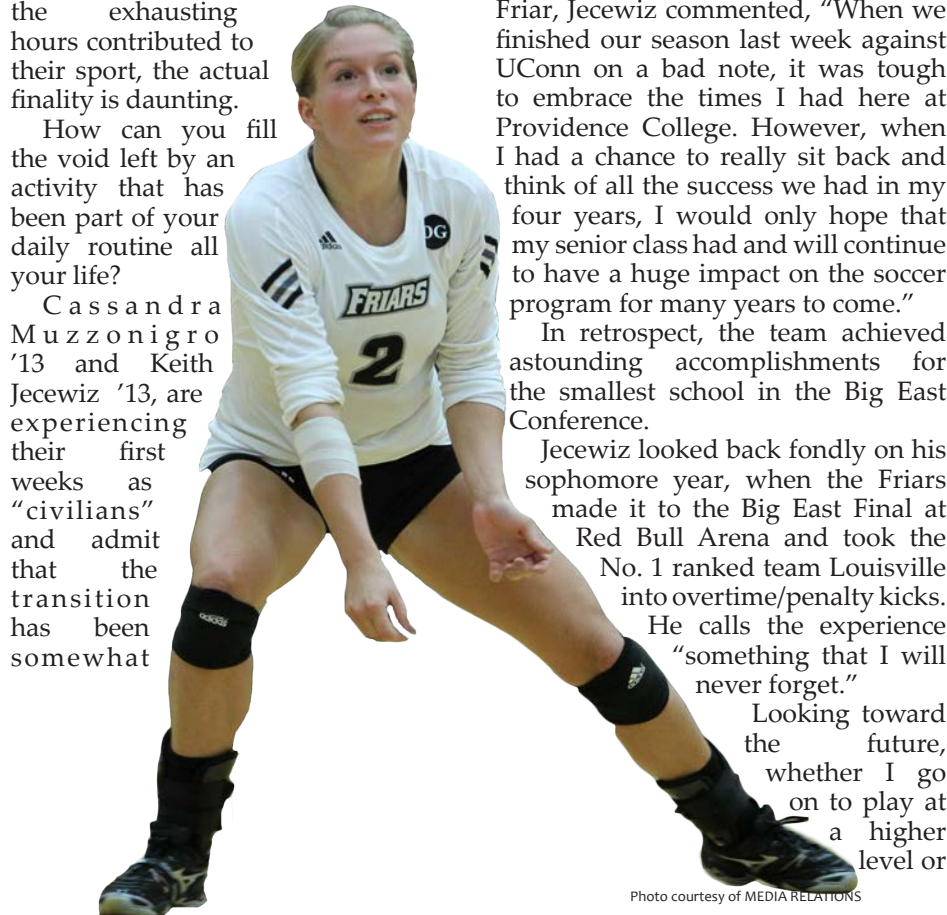 the exhausting
hours contributed to
their sport, the actual
finality is daunting.
How can you fill
the void left by an
activity that has
been part of your
daily routine all
your life?
Cassandra
Muzzonigro
’13 and Keith
Jecewiz ’13, are
experiencing
their first
weeks as
“civilians”
and admit
that the
transition
has been
somewhat
adidas
OG
FRIARS
2
adidas
Friar, Jecewiz commented, “When we
finished our season last week against
UConn on a bad note, it was tough
to embrace the times I had here at
Providence College. However, when
I had a chance to really sit back and
think of all the success we had in my
four years, I would only hope that
my senior class had and will continue
to have a huge impact on the soccer
program for many years to come.”
In retrospect, the team achieved
astounding accomplishments for
the smallest school in the Big East
Conference.
Jecewiz looked back fondly on his
sophomore year, when the Friars
made it to the Big East Final at
Red Bull Arena and took the
No. 1 ranked team Louisville
into overtime/penalty kicks.
He calls the experience
“something that I will
never forget.”
Looking toward
the future,
whether I go
on to play at
a higher
level or
Photo courtesy of MEDIA RELATIONS